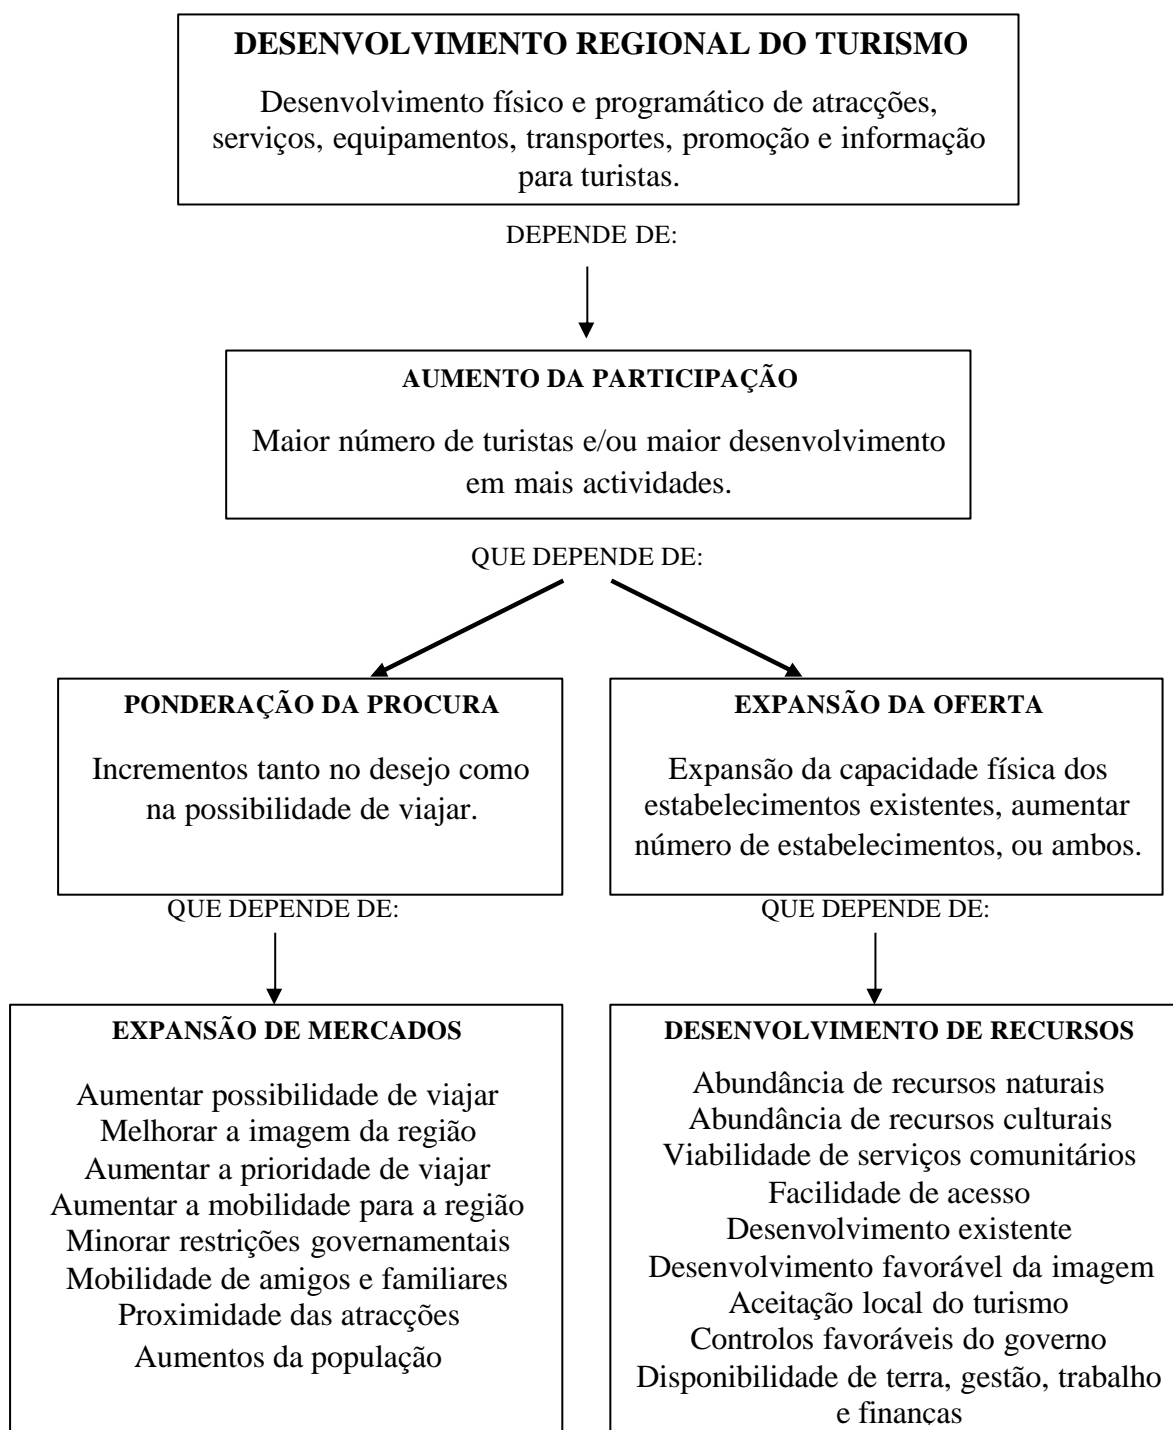 DESENVOLVIMENTO REGIONAL DO TURISMO
Desenvolvimento físico e programático de atracções,
serviços, equipamentos, transportes, promoção e informação
para turistas.
DEPENDE DE:
AUMENTO DA PARTICIPAÇÃO
Maior número de turistas e/ou maior desenvolvimento
em mais actividades.
QUE DEPENDE DE:
PONDERAÇÃO DA PROCURA
Incrementos tanto no desejo como
na possibilidade de viajar.
QUE DEPENDE DE:
EXPANSÃO DE MERCADOS
Aumentar possibilidade de viajar
Melhorar a imagem da região
Aumentar a prioridade de viajar
Aumentar a mobilidade para a região
Minorar restrições governamentais
Mobilidade de amigos e familiares
Proximidade das atracções
Aumentos da população
EXPANSÃO DA OFERTA
Expansão da capacidade física dos
estabelecimentos existentes, aumentar
número de estabelecimentos, ou ambos.
QUE DEPENDE DE:
DESENVOLVIMENTO DE RECURSOS
Abundância de recursos naturais
Abundância de recursos culturais
Viabilidade de serviços comunitários
Facilidade de acesso
Desenvolvimento existente
Desenvolvimento favorável da imagem
Aceitação local do turismo
Controlos favoráveis do governo
Disponibilidade de terra, gestão, trabalho
e finanças